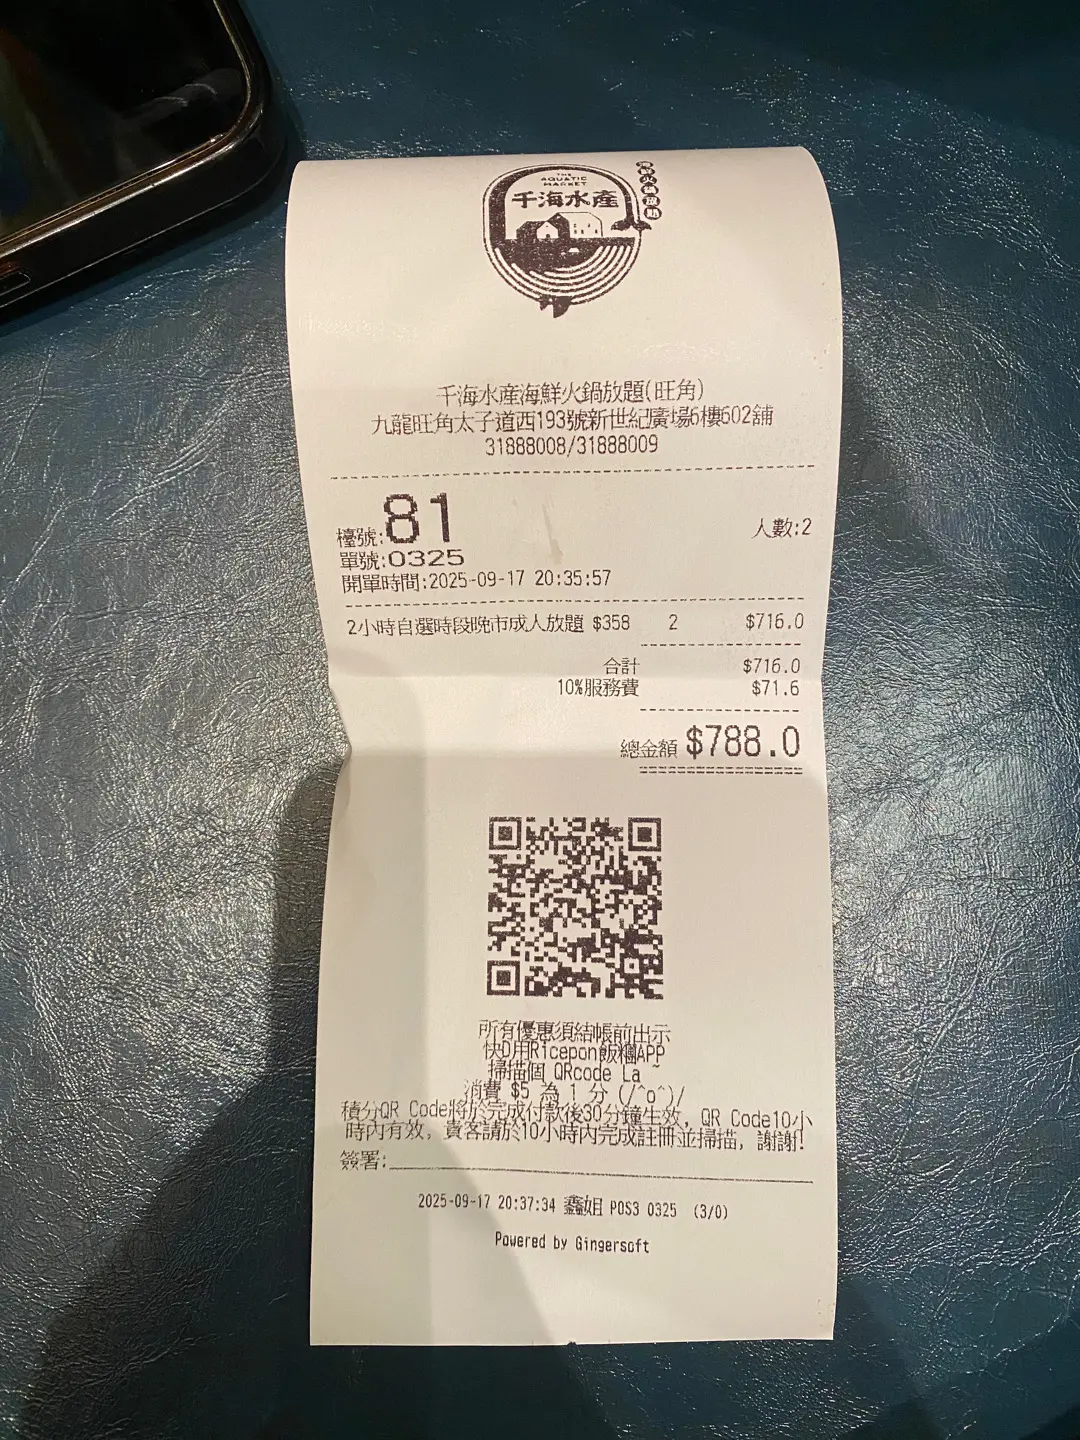 THE
AQUATIC
MARKET
千海水產
千海水產海鮮火鍋放題(旺角)
九龍旺角太子道西193號新世紀廣場6樓602舖
31888008/31888009
檯號:81
人數:2
單號:0325
開單時間:2025-09-17 20:35:57
2小時自選時段晚市成人放題 $358 2 $716.0
合計 $716.0
10%服務費 $71.6
總金額 $788.0
所有優惠須結帳前出示
快D用Ricepon飯糰APP
掃描個 QRcode La ~
消費 $5 為 1 分 (/^o^)/
積分QR Code將於完成付款後30分鐘生效, QR Code10小
時內有效, 貴客請於10小時內完成註冊並掃描, 謝謝!
簽署:
2025-09-17 20:37:34 鑫姐 POS3 0325 (3/0)
Powered by Gingersoft